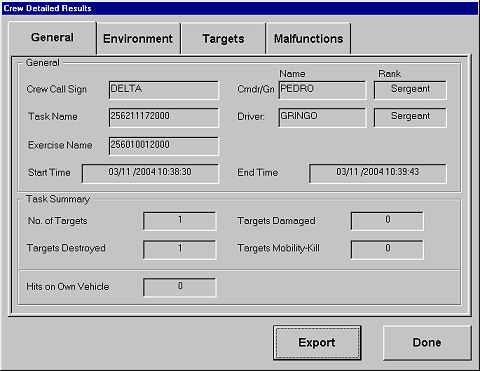 Crew Detailed Results
General Environment Targets Malfunctions
General
Name Rank
Crew Call Sign DELTA Cmdr/Gn PEDRO Sergeant
Task Name 256211172000 Driver: GRINGO Sergeant
Exercise Name 256010012000
Start Time 03/11 /2004 10:38:30 End Time 03/11 /2004 10:39:43
Task Summary
No. of Targets 1 Targets Damaged 0
Targets Destroyed 1 Targets Mobility-Kill 0
Hits on Own Vehicle 0
Export Done